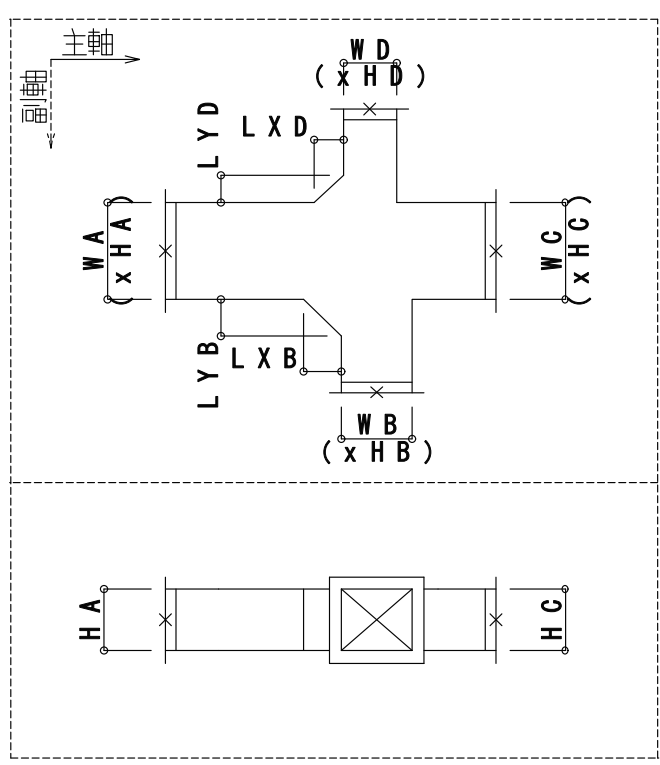 主軸
副軸
WD
(xHD)
LYD
LXD
WA
(xHA)
WC
(xHC)
LYB
LXB
WB
(xHB)
HA
HC